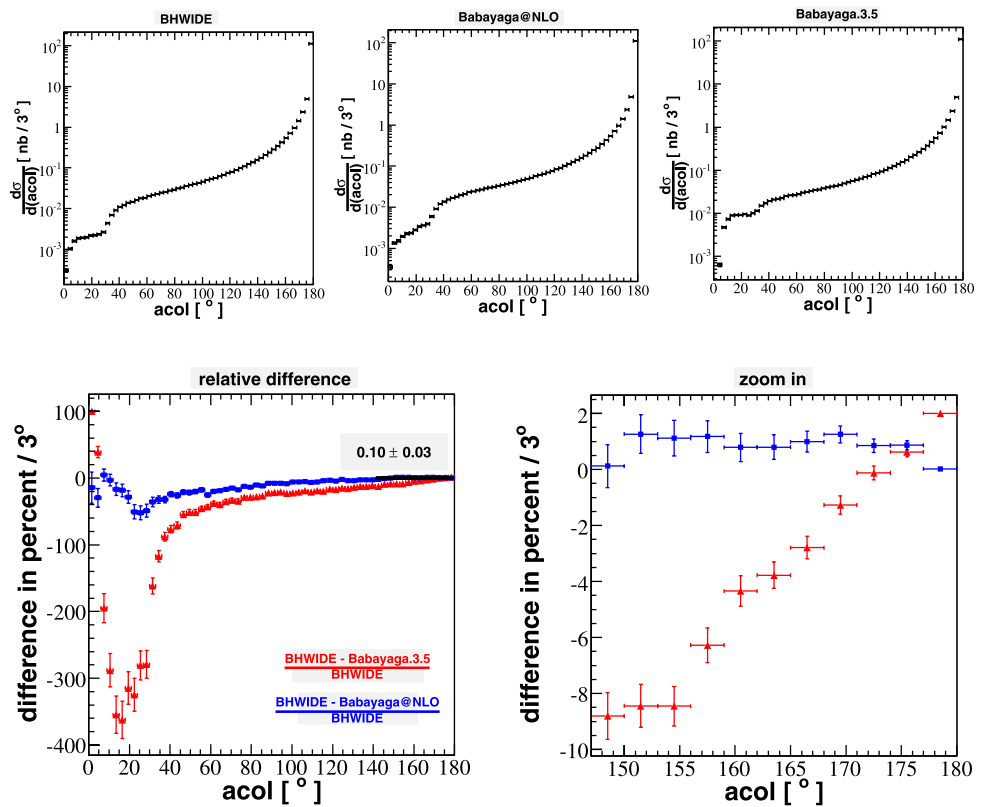 BHWIDE
Babayaga@NLO
Babayaga.3.5
dσ
d(acol)
[ nb / 3°]
10²
10
1
10⁻¹
10⁻²
10⁻³
0 20 40 60 80 100 120 140 160 180
acol [ ° ]
dσ
d(acol)
[ nb / 3°]
10²
10
1
10⁻¹
10⁻²
10⁻³
0 20 40 60 80 100 120 140 160 180
acol [ ° ]
dσ
d(acol)
[ nb / 3°]
10²
10
1
10⁻¹
10⁻²
10⁻³
0 20 40 60 80 100 120 140 160 180
acol [ ° ]
relative difference
difference in percent / 3°
100
0
-100
-200
-300
-400
0.10 ± 0.03
BHWIDE - Babayaga.3.5
BHWIDE
BHWIDE - Babayaga@NLO
BHWIDE
0 20 40 60 80 100 120 140 160 180
acol [ ° ]
zoom in
difference in percent / 3°
2
0
-2
-4
-6
-8
-10
150 155 160 165 170 175 180
acol [ ° ]